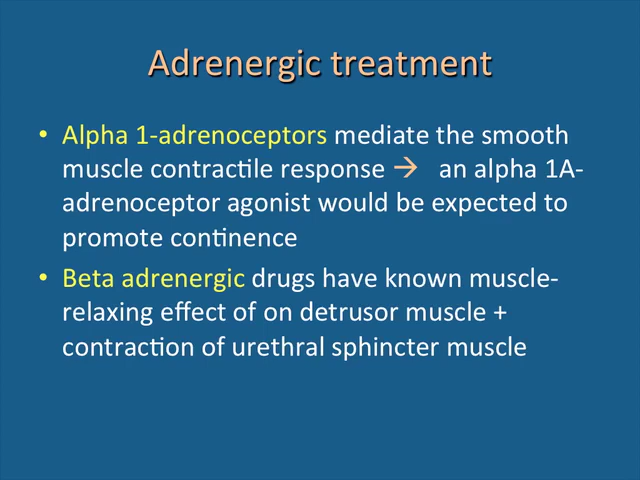 Adrenergic treatment
• Alpha 1-adrenoceptors mediate the smooth
muscle contractile response → an alpha 1A-
adrenoceptor agonist would be expected to
promote continence
• Beta adrenergic drugs have known muscle-
relaxing effect of on detrusor muscle +
contraction of urethral sphincter muscle